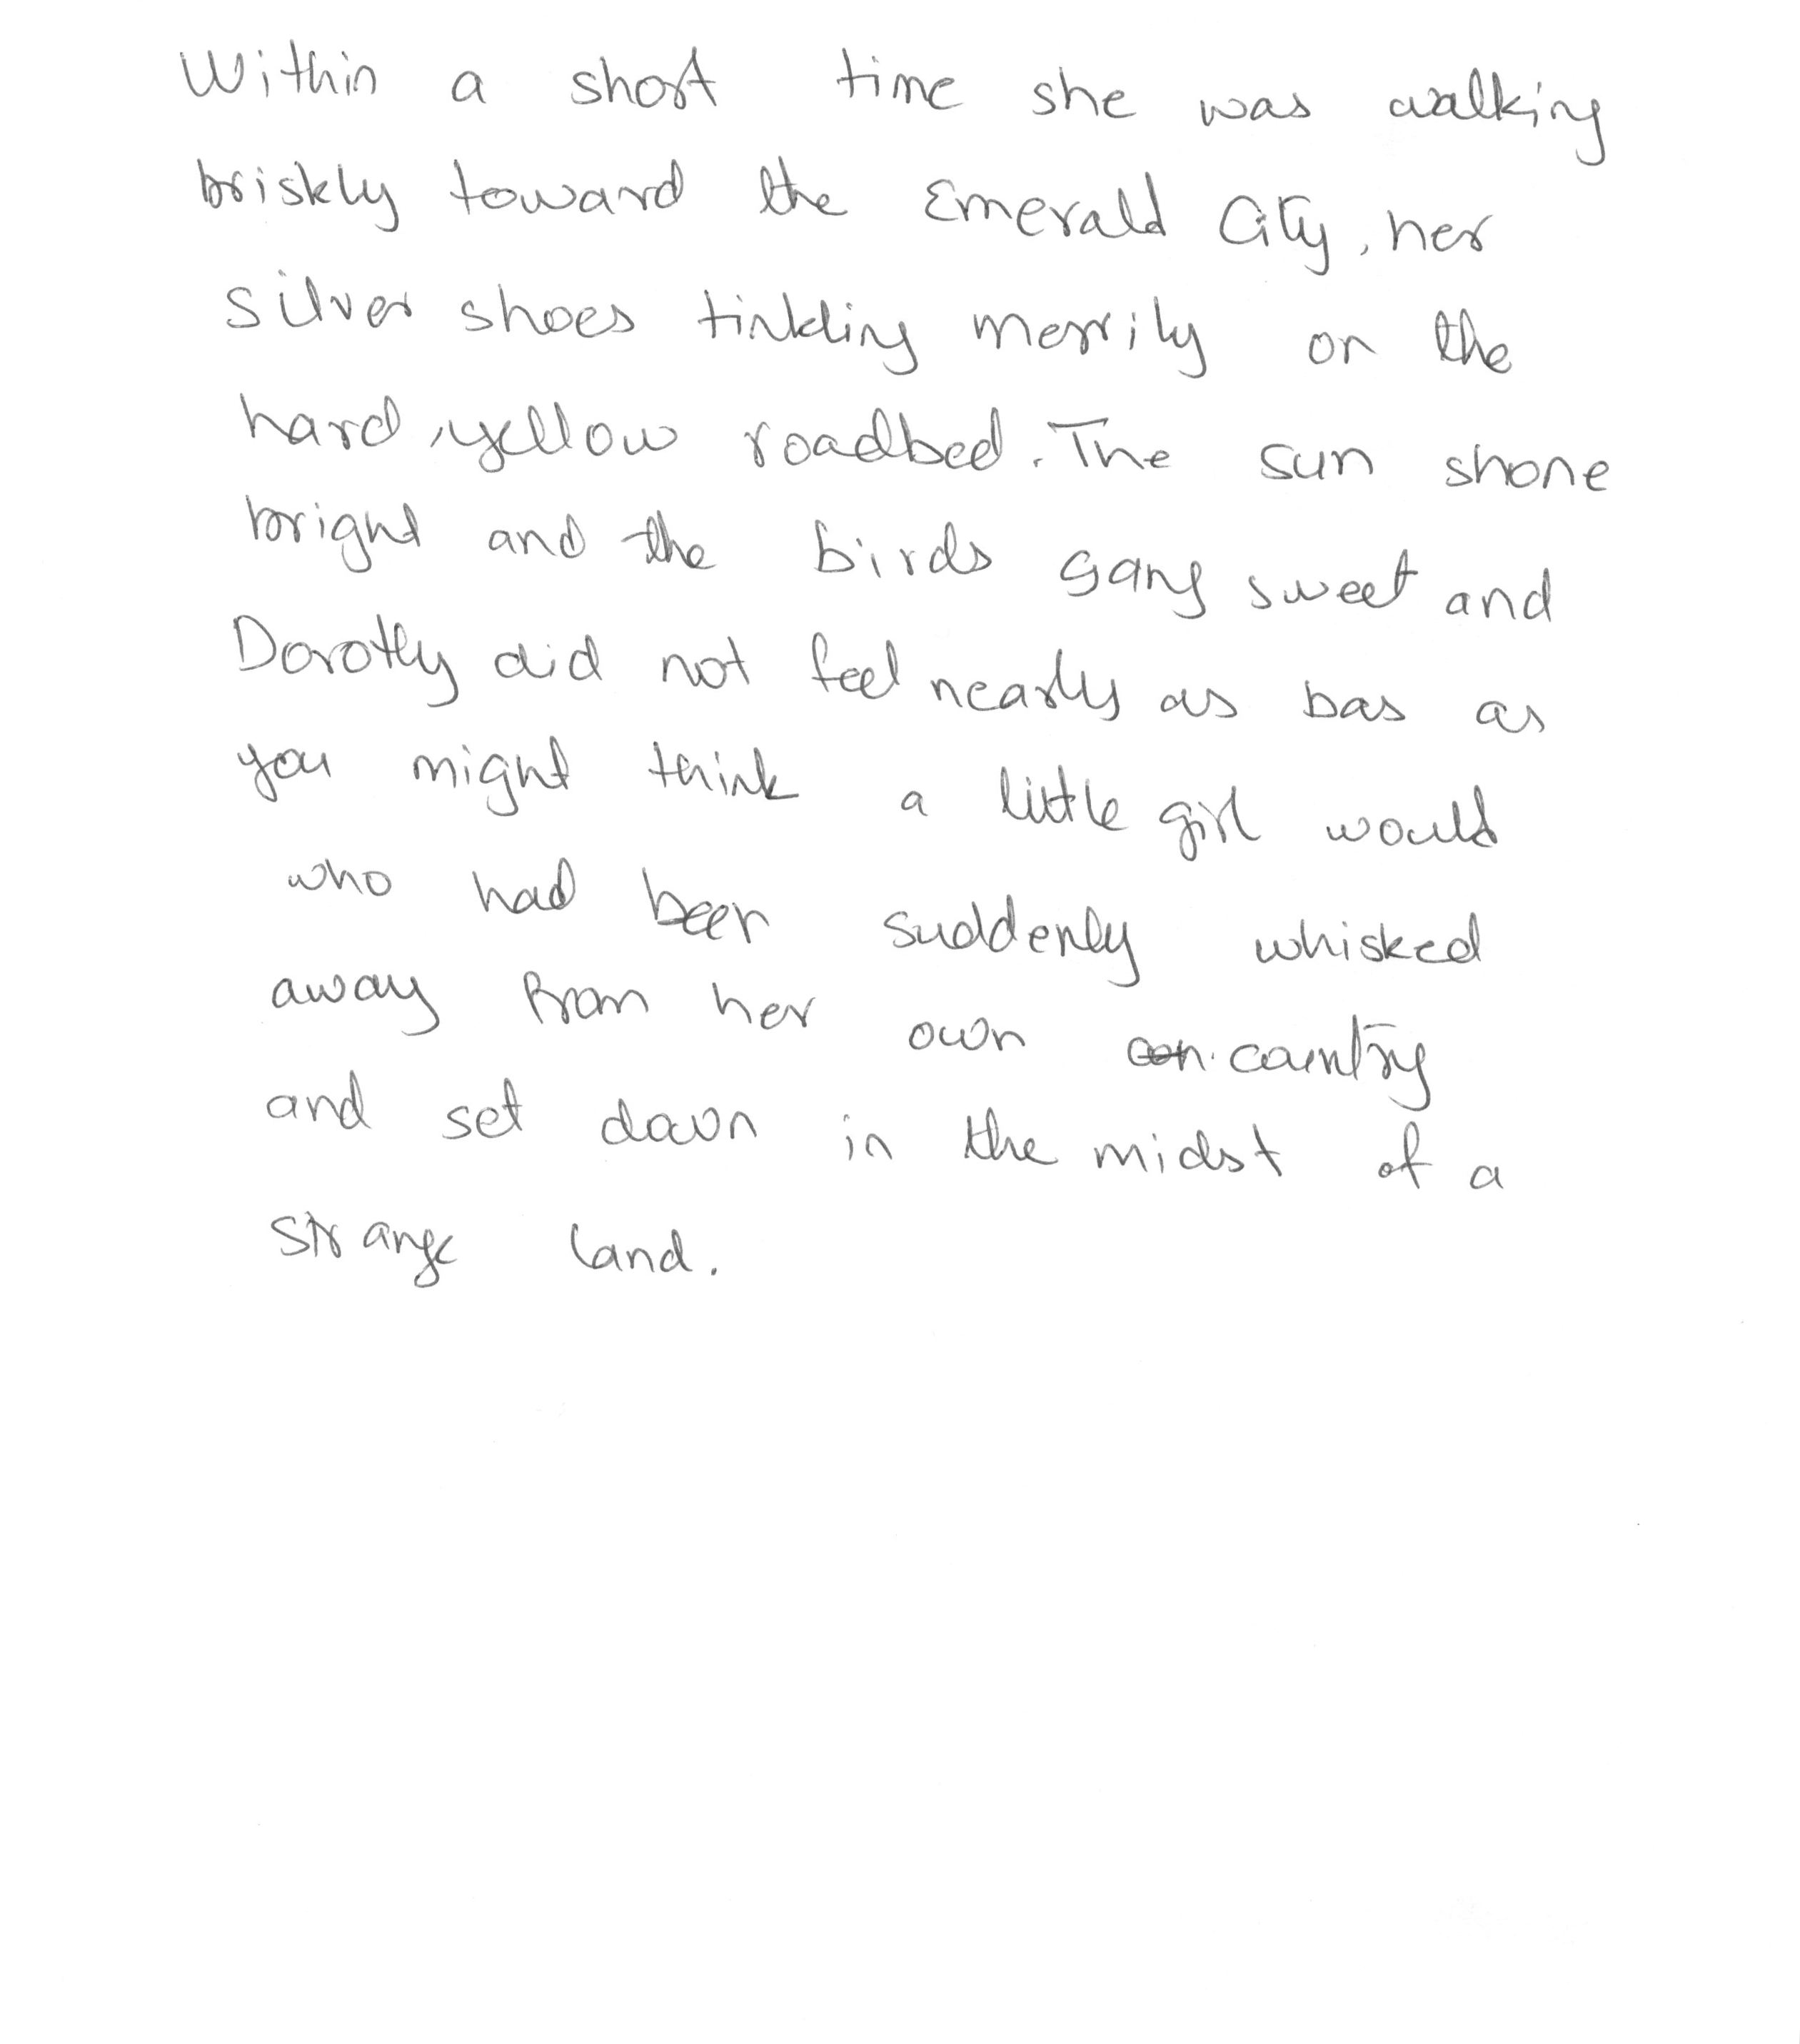 Within a short time she was walking
briskly toward the Emerald City, her
silver shoes tinkling merrily on the
hard, yellow roadbed. The sun shone
bright and the birds sang sweet and
Dorothy did not feel nearly as bas as
you might think a little girl would
who had been suddenly whisked
away from her own con country
and set down in the midst of a
strange land.